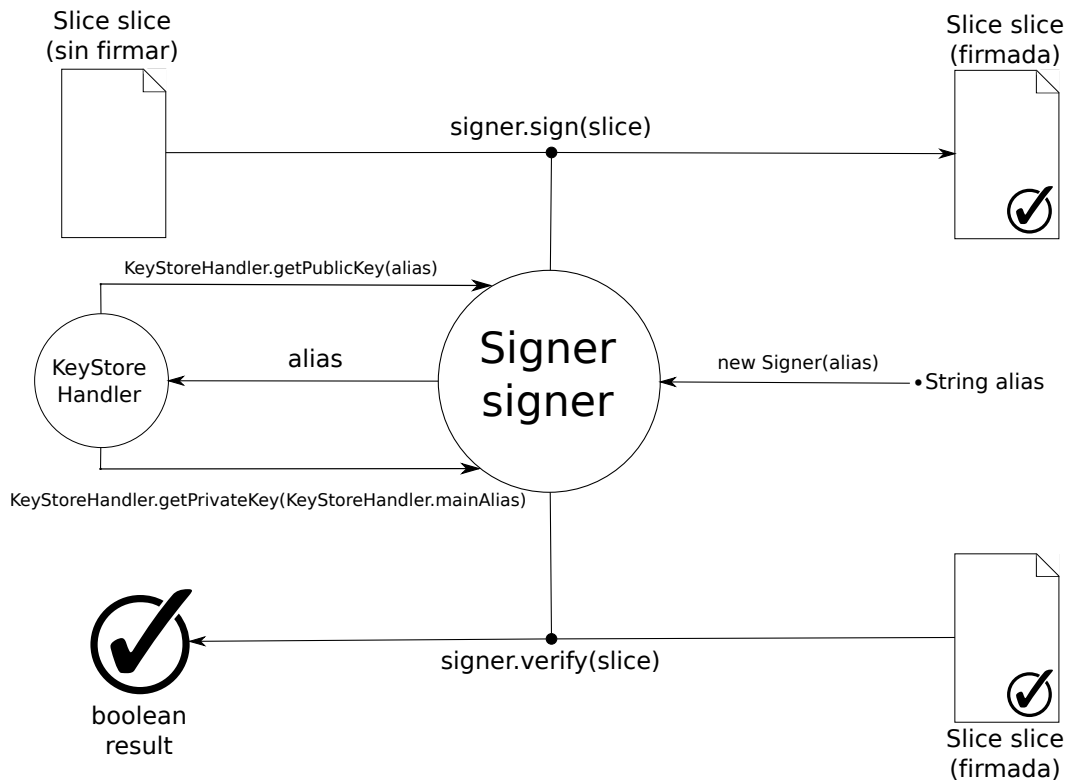 Slice slice
(sin firmar)
Slice slice
(firmada)
signer.sign(slice)
KeyStoreHandler.getPublicKey(alias)
KeyStore
Handler
alias
Signer
signer
new Signer(alias)
String alias
KeyStoreHandler.getPrivateKey(KeyStoreHandler.mainAlias)
signer.verify(slice)
boolean
result
Slice slice
(firmada)